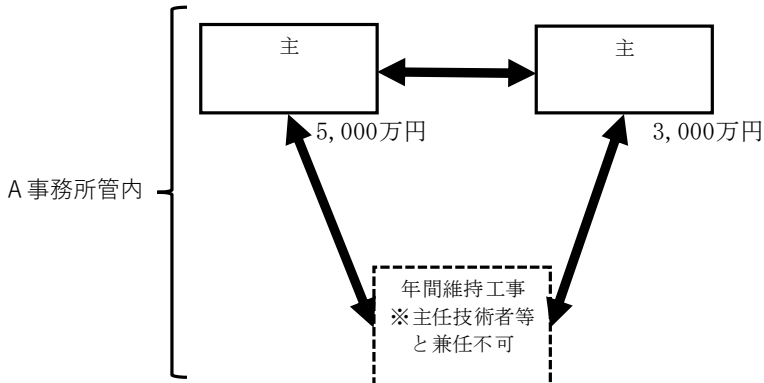 主
主
5,000万円
3,000万円
A事務所管内
年間維持工事
※主任技術者等
と兼任不可